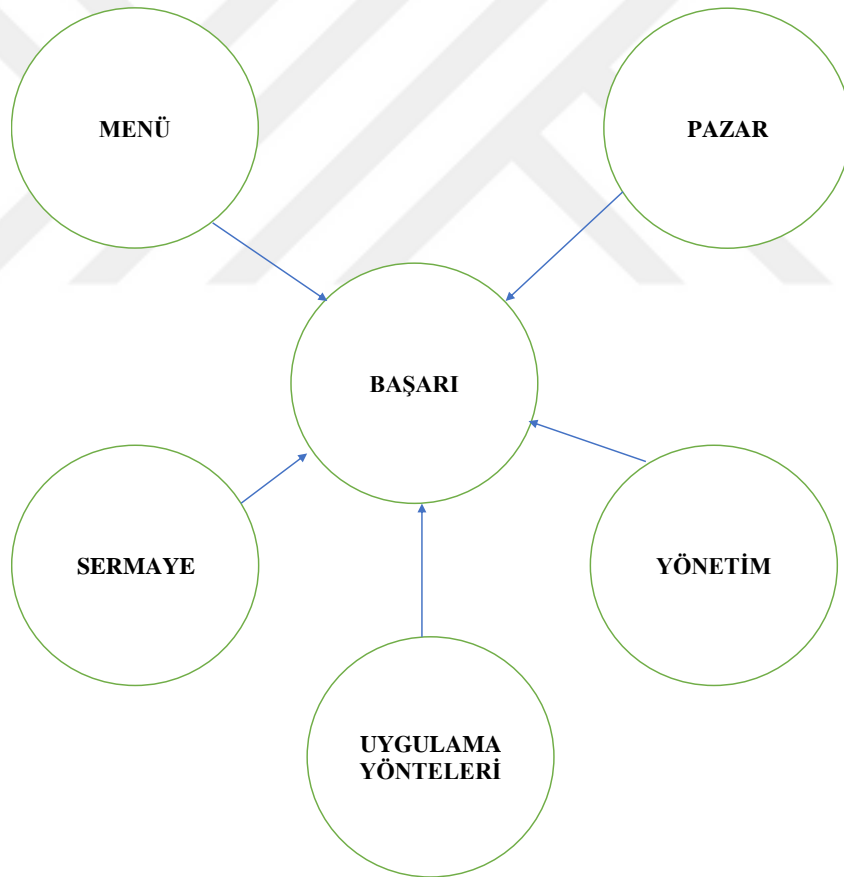 MENÜ
PAZAR
BAŞARI
SERMAYE
YÖNETİM
UYGULAMA
YÖNTELERİ